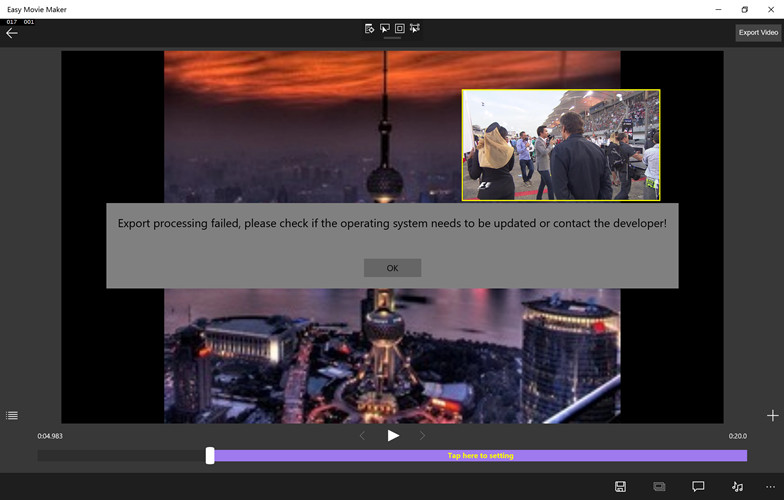 Easy Movie Maker
017 001
Export Video
Export processing failed, please check if the operating system needs to be updated or contact the developer!
OK
0:04.983
0:20.0
Tap here to setting